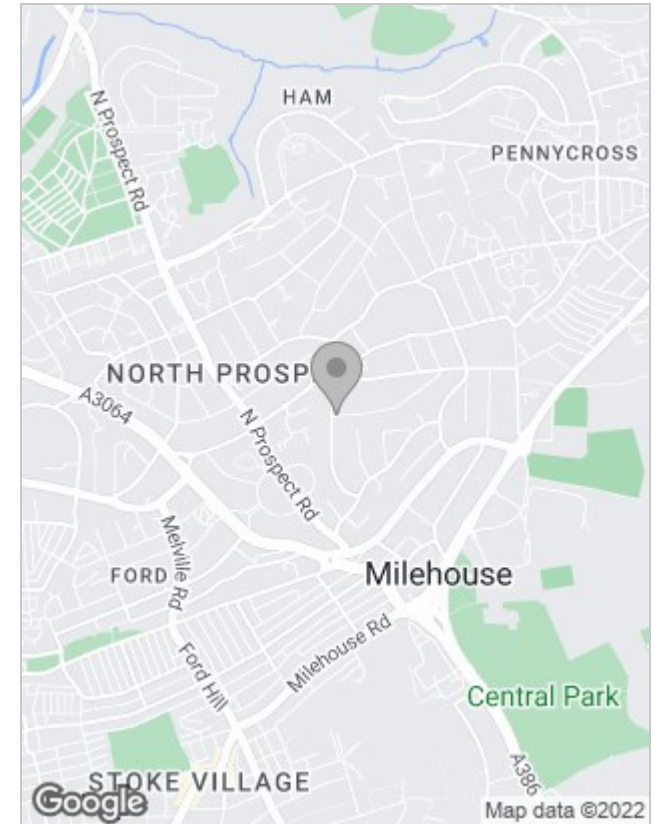 HAM
N Prospect Rd
PENNYCROSS
NORTH PROSP
A3064
N Prospect Rd
Melville Rd
FORD
Milehouse
Milehouse Rd
Ford Hill
Central Park
A386
STOKE VILLAGE
Google
Map data ©2022